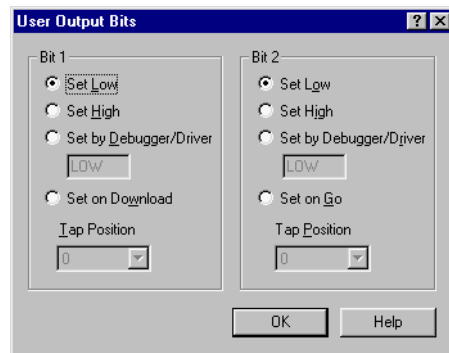 User Output Bits
Bit 1
Set Low
Set High
Set by Debugger/Driver
LOW
Set on Download
Tap Position
0
Bit 2
Set Low
Set High
Set by Debugger/Driver
LOW
Set on Go
Tap Position
0
OK
Help